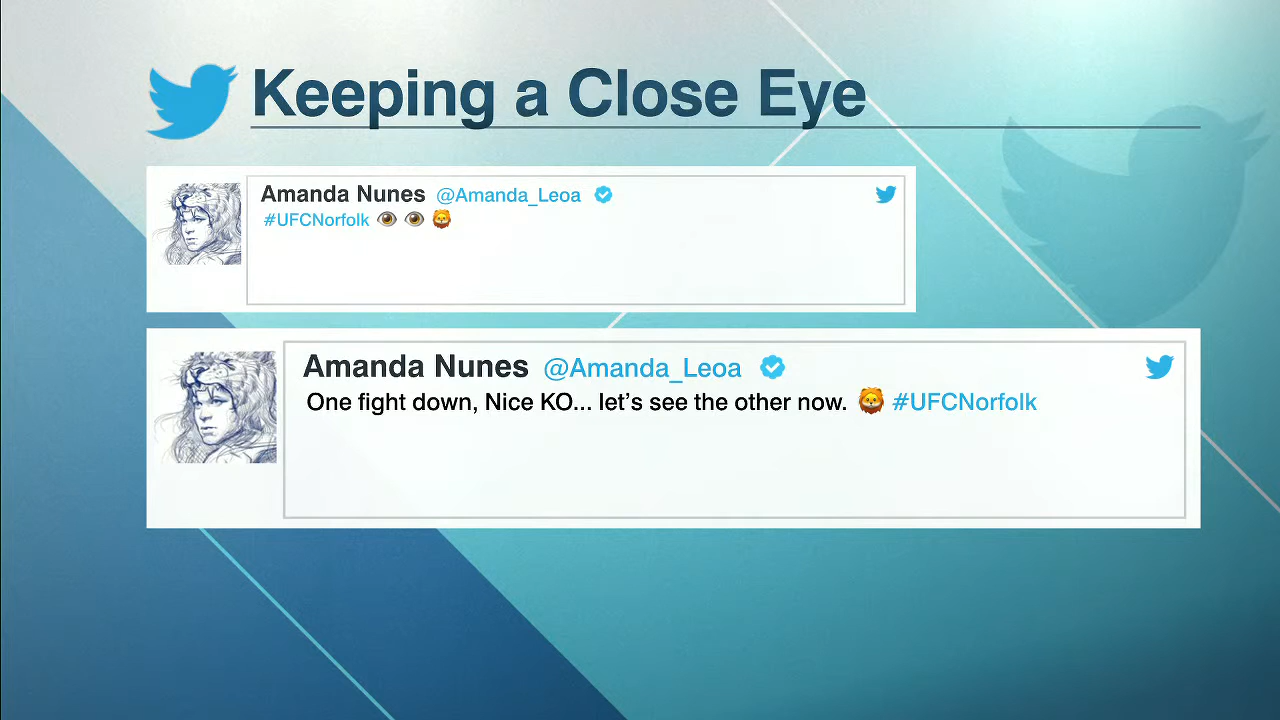 Keeping a Close Eye
Amanda Nunes @Amanda_Leoa
#UFCNorfolk 👁 👁 🦁
Amanda Nunes @Amanda_Leoa
One fight down, Nice KO... let’s see the other now. 🦁 #UFCNorfolk